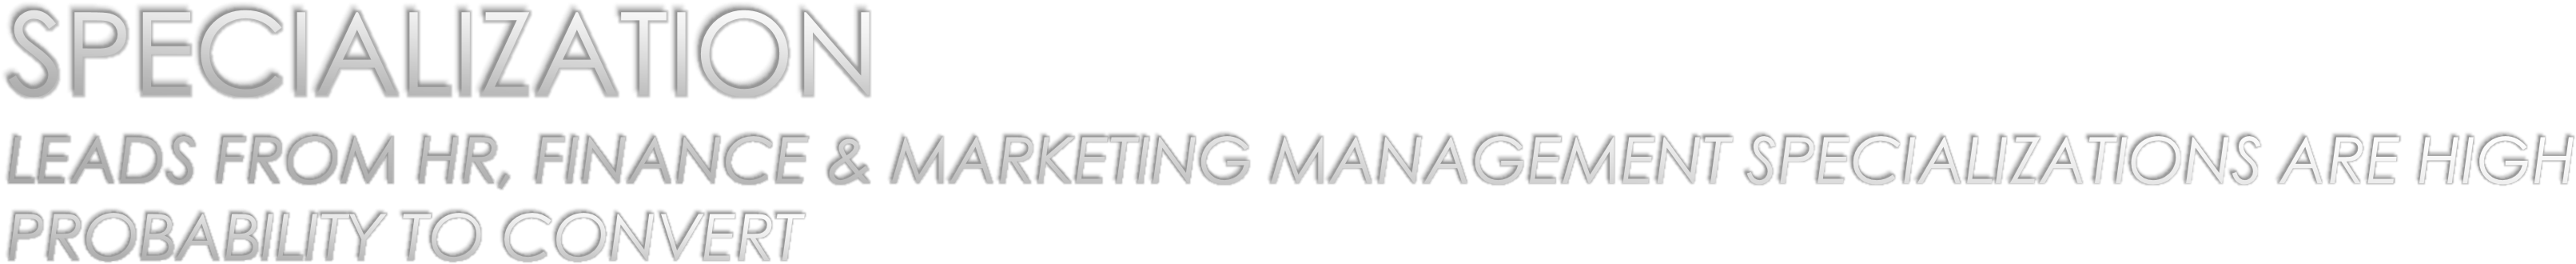 SPECIALIZATION
LEADS FROM HR, FINANCE & MARKETING MANAGEMENT SPECIALIZATIONS ARE HIGH
PROBABILITY TO CONVERT